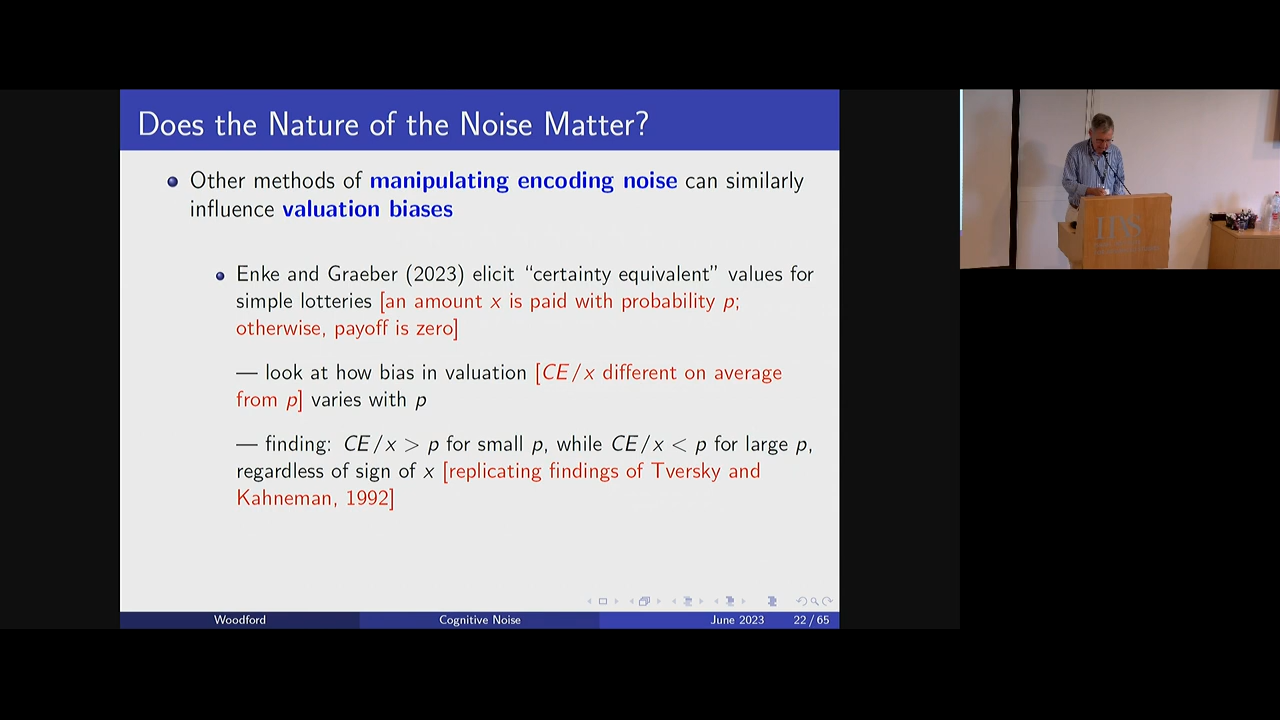 Does the Nature of the Noise Matter?
Other methods of manipulating encoding noise can similarly
influence valuation biases
Enke and Graeber (2023) elicit “certainty equivalent” values for
simple lotteries [an amount x is paid with probability p;
otherwise, payoff is zero]
— look at how bias in valuation [CE/x different on average
from p] varies with p
— finding: CE/x > p for small p, while CE/x < p for large p,
regardless of sign of x [replicating findings of Tversky and
Kahneman, 1992]
Woodford Cognitive Noise June 2023 22 / 65